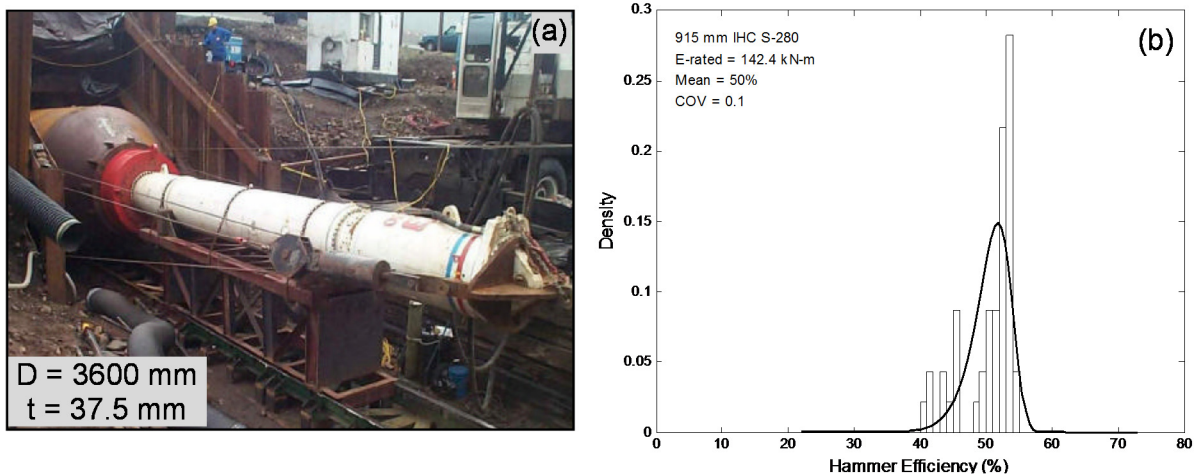 (a)
D = 3600 mm
t = 37.5 mm
(b)
915 mm IHC S-280
E-rated = 142.4 kN-m
Mean = 50%
COV = 0.1
Density
0.3
0.25
0.2
0.15
0.1
0.05
0
0 10 20 30 40 50 60 70 80
Hammer Efficiency (%)